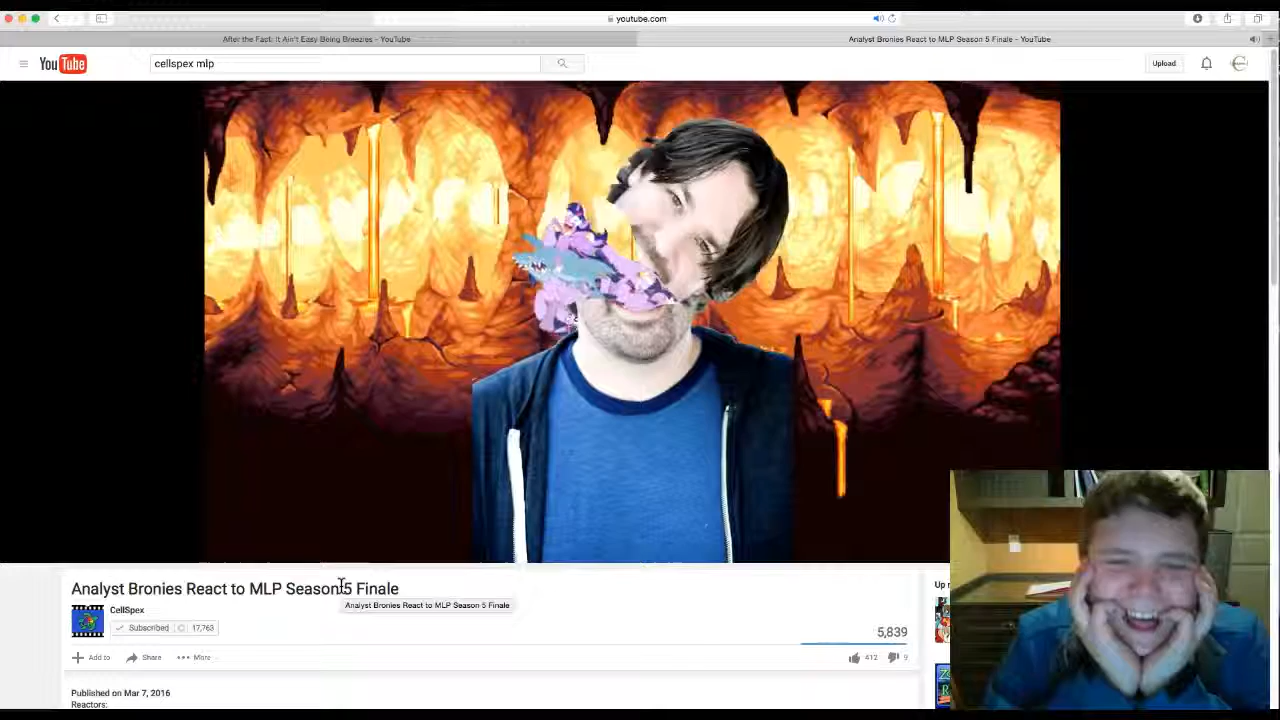 youtube.com
After the Fact: It Ain't Easy Being Breezies - YouTube
Analyst Bronies React to MLP Season 5 Finale - YouTube
YouTube
cellspex mlp
Upload
Analyst Bronies React to MLP Season 5 Finale
CellSpex
Analyst Bronies React to MLP Season 5 Finale
Subscribed 17,763
5,839
Add to Share More
412 9
Published on Mar 7, 2016
Reactors:
Up